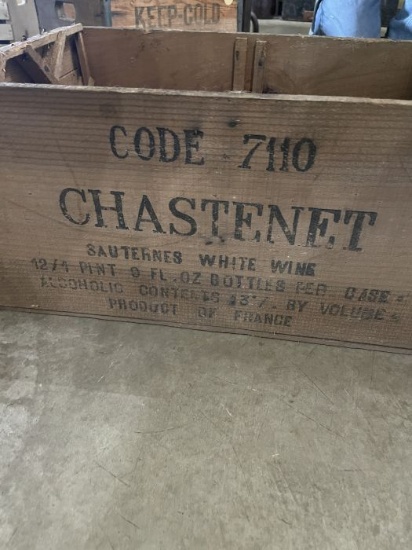 KEEP-COLD
CODE 7110
CHASTENET
SAUTERNES WHITE WINE
12/1 PINT 9 FL. OZ BOTTLES PER CASE
ALCOHOLIC CONTENTS 13%. BY VOLUME
PRODUCT OF FRANCE